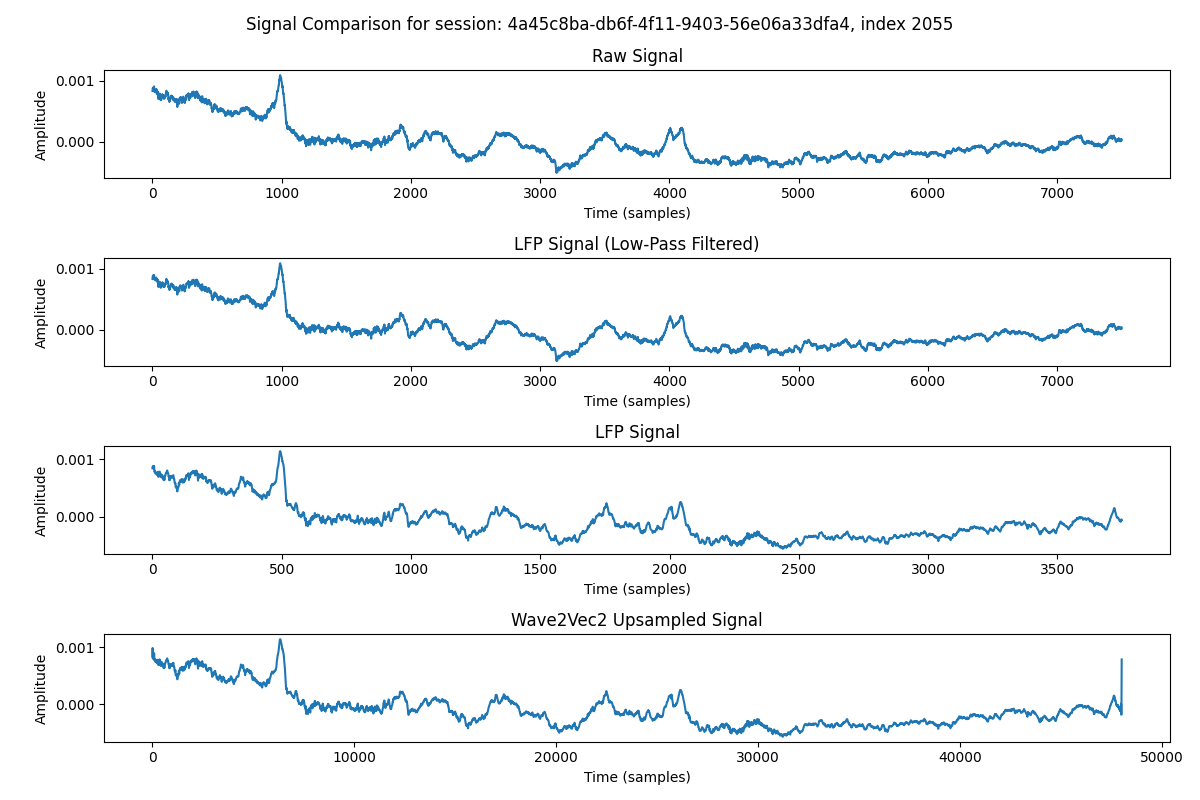 Signal Comparison for session: 4a45c8ba-db6f-4f11-9403-56e06a33dfa4, index 2055
Raw Signal
Amplitude
0.001
0.000
0 1000 2000 3000 4000 5000 6000 7000
Time (samples)
LFP Signal (Low-Pass Filtered)
Amplitude
0.001
0.000
0 1000 2000 3000 4000 5000 6000 7000
Time (samples)
LFP Signal
Amplitude
0.001
0.000
0 500 1000 1500 2000 2500 3000 3500
Time (samples)
Wave2Vec2 Upsampled Signal
Amplitude
0.001
0.000
0 10000 20000 30000 40000 50000
Time (samples)